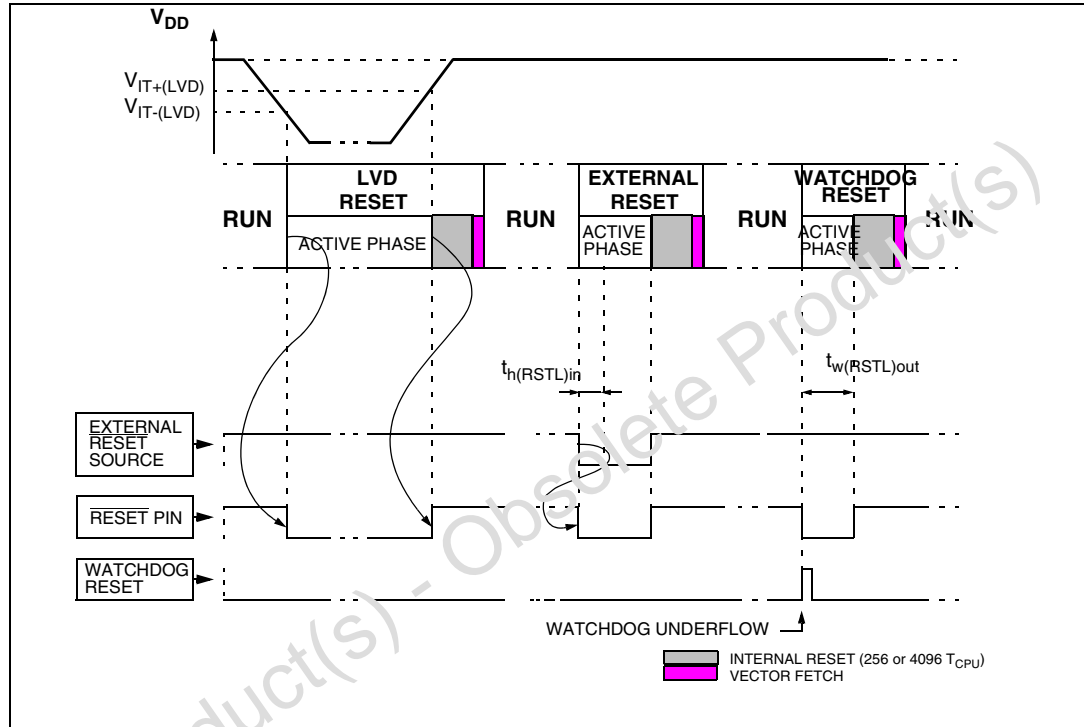 VDD
VIT+(LVD)
VIT-(LVD)
LVD
RESET
EXTERNAL
RESET
WATCHDOG
RESET
RUN
RUN
RUN
RUN
ACTIVE PHASE
ACTIVE
PHASE
ACTIVE
PHASE
th(RSTL)in
tw(RSTL)out
EXTERNAL
RESET
SOURCE
RESET PIN
WATCHDOG
RESET
WATCHDOG UNDERFLOW
INTERNAL RESET (256 or 4096 TCPU)
VECTOR FETCH
oduct(s) - Obsolete Product(s)